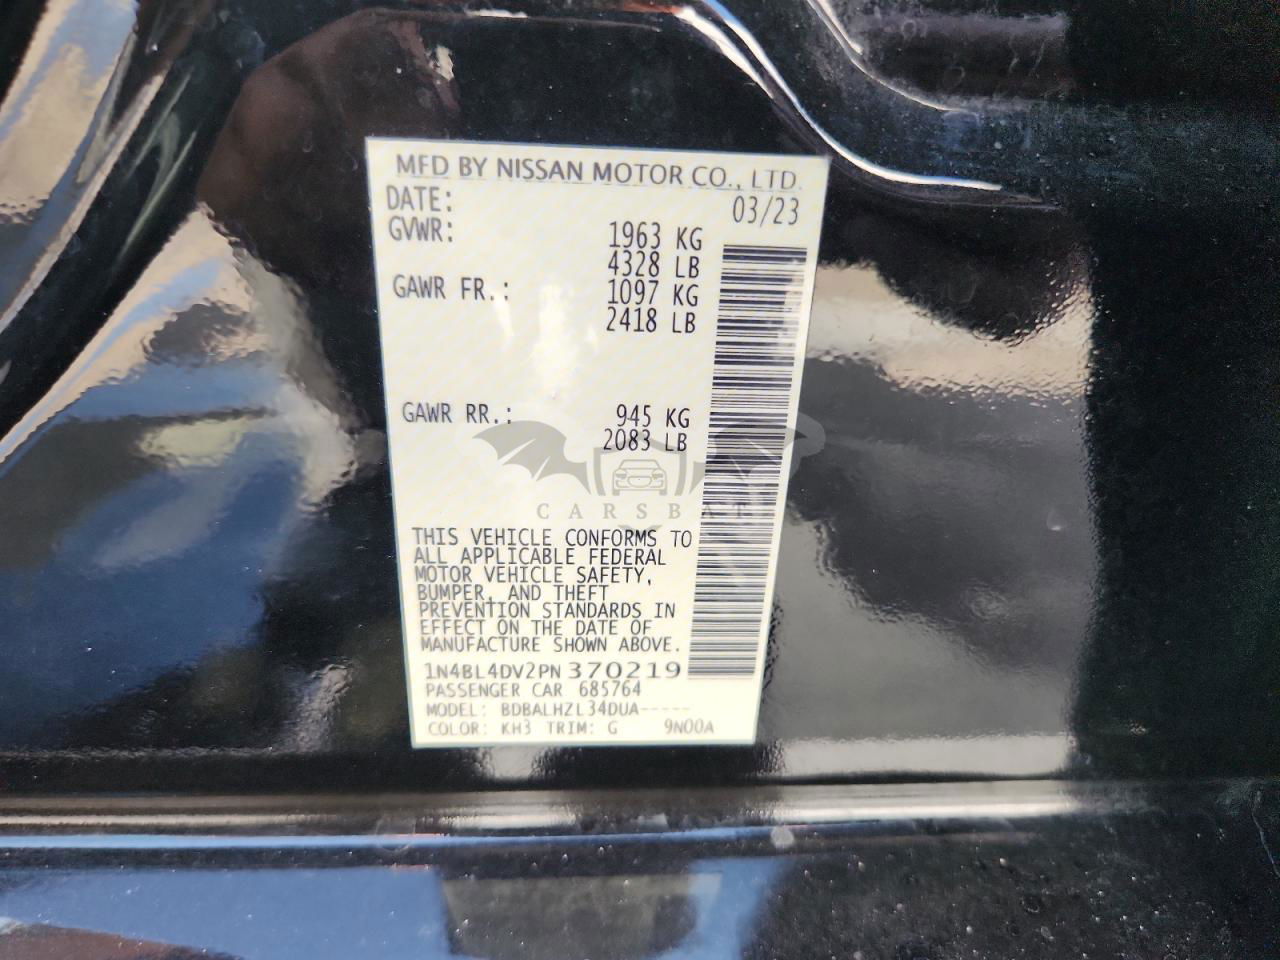 MFD BY NISSAN MOTOR CO., LTD.
DATE: 03/23
GVWR: 1963 KG
4328 LB
GAWR FR.: 1097 KG
2418 LB
GAWR RR.: 945 KG
2083 LB
CARSBAT
THIS VEHICLE CONFORMS TO
ALL APPLICABLE FEDERAL
MOTOR VEHICLE SAFETY,
BUMPER, AND THEFT
PREVENTION STANDARDS IN
EFFECT ON THE DATE OF
MANUFACTURE SHOWN ABOVE.
1N4BL4DV2PN370219
PASSENGER CAR 685764
MODEL: BDBALHZL34DUA-----
COLOR: KH3 TRIM: G 9N00A